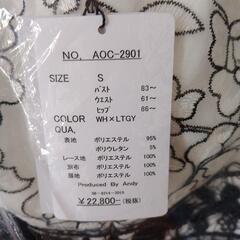 NO. AOC-2901
SIZE S
バスト 83〜
ウエスト 61〜
ヒップ 86〜
COLOR WH×LTGY
QUA.
表地 ポリエステル 95%
ポリウレタン 5%
レース地 ポリエステル 100%
別布 ポリエステル 100%
裏地 ポリエステル 100%
Produced By Andy
¥22,800-(税抜)